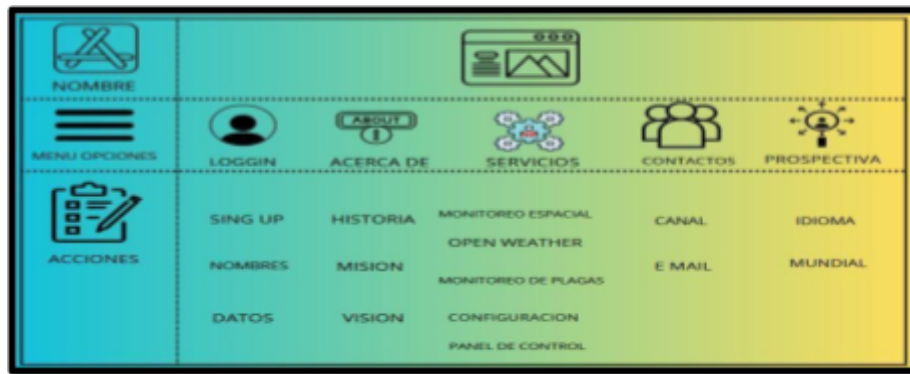 NOMBRE
ABOUT
MENU OPCIONES
LOGGIN
ACERCA DE
SERVICIOS
CONTACTOS
PROSPECTIVA
ACCIONES
SING UP
HISTORIA
MONITOREO ESPACIAL
CANAL
IDIOMA
OPEN WEATHER
NOMBRES
MISION
MONITOREO DE PLAGAS
E MAIL
MUNDIAL
DATOS
VISION
CONFIGURACION
PANEL DE CONTROL